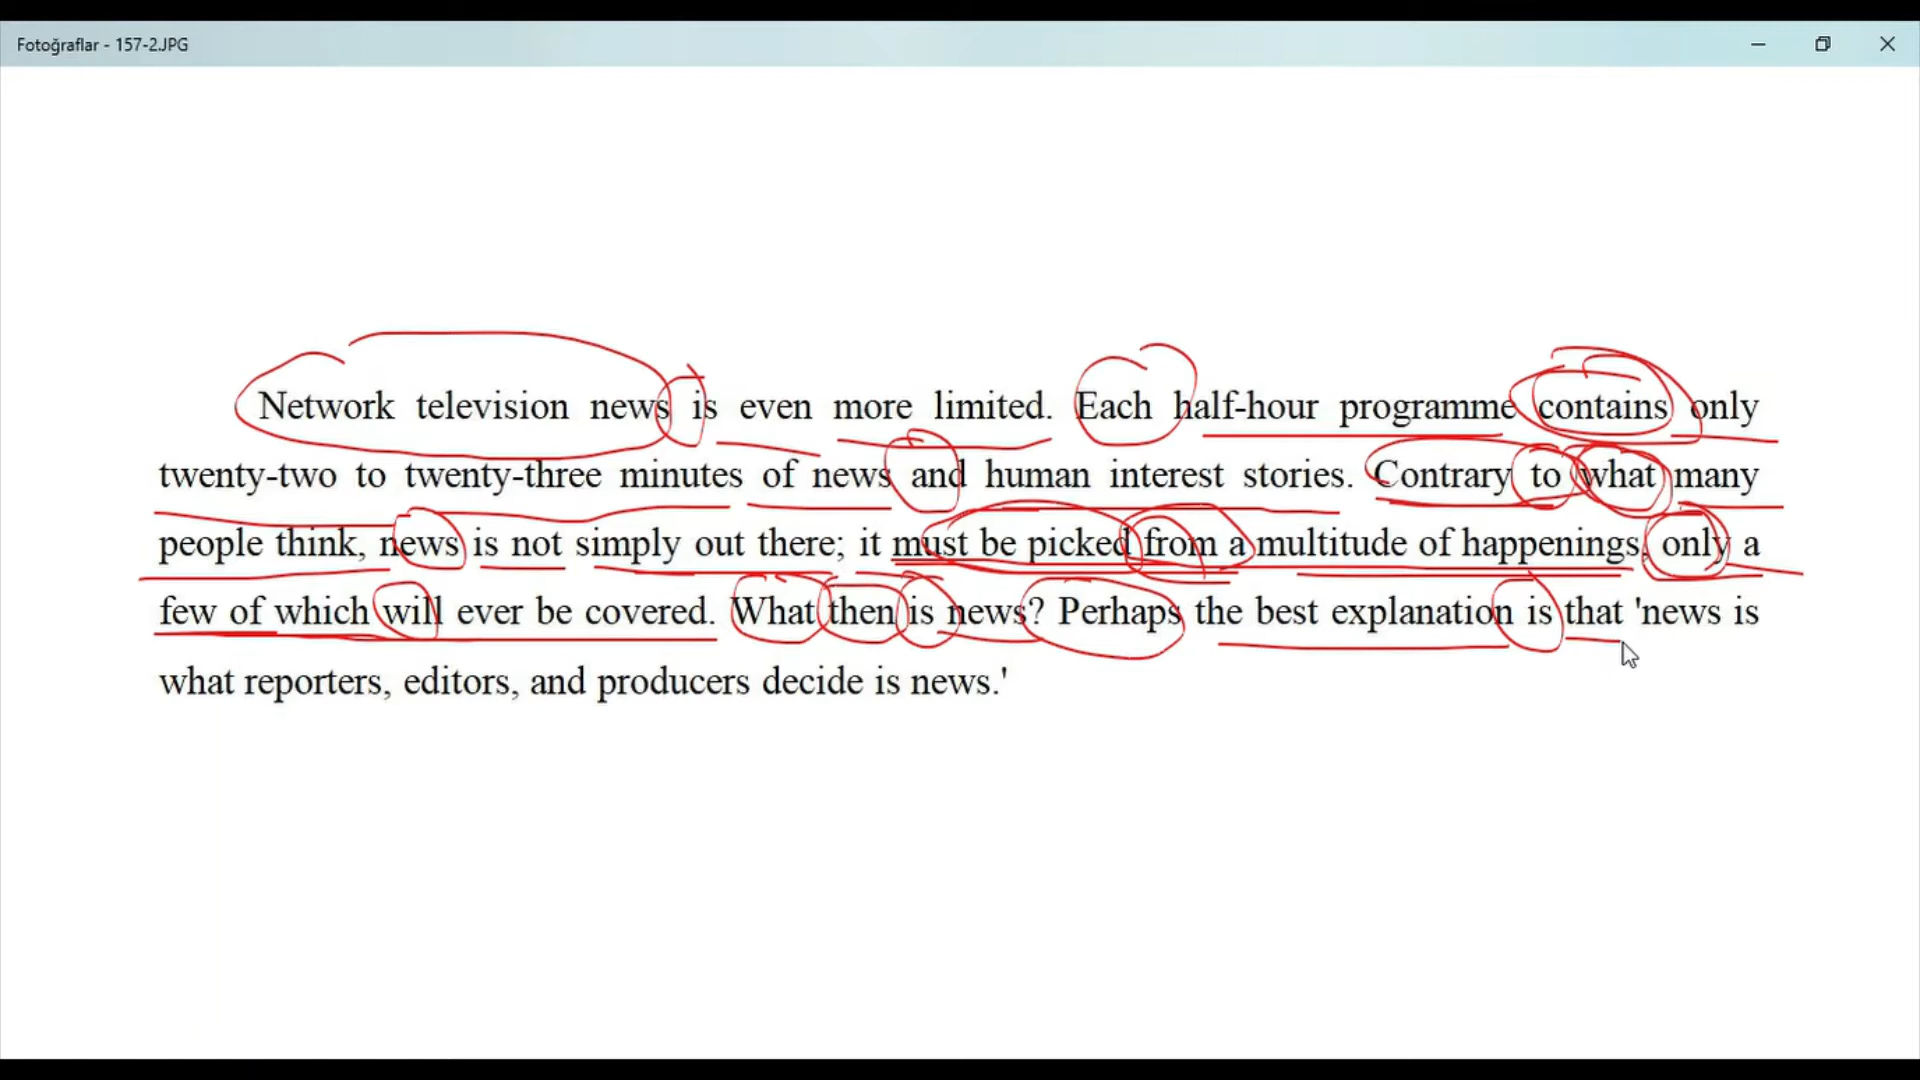 Fotoğraflar - 157-2.JPG
Network television news is even more limited. Each half-hour programme contains only
twenty-two to twenty-three minutes of news and human interest stories. Contrary to what many
people think, news is not simply out there; it must be picked from a multitude of happenings, only a
few of which will ever be covered. What then is news? Perhaps the best explanation is that 'news is
what reporters, editors, and producers decide is news.'